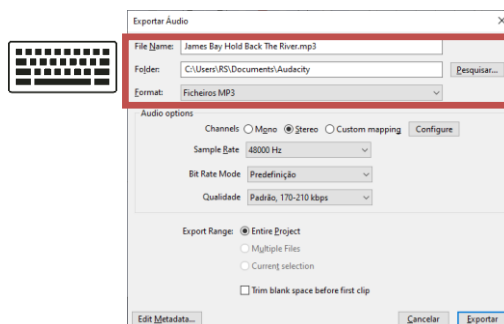 Exportar Áudio
File Name: James Bay Hold Back The River.mp3
Folder: C:\Users\RS\Documents\Audacity Pesquisar...
Format: Ficheiros MP3
Audio options
Channels Mono Stereo Custom mapping Configure
Sample Rate 48000 Hz
Bit Rate Mode Predefinição
Qualidade Padrão, 170-210 kbps
Export Range: Entire Project
Multiple Files
Current selection
Trim blank space before first clip
Edit Metadata... Cancelar Exportar